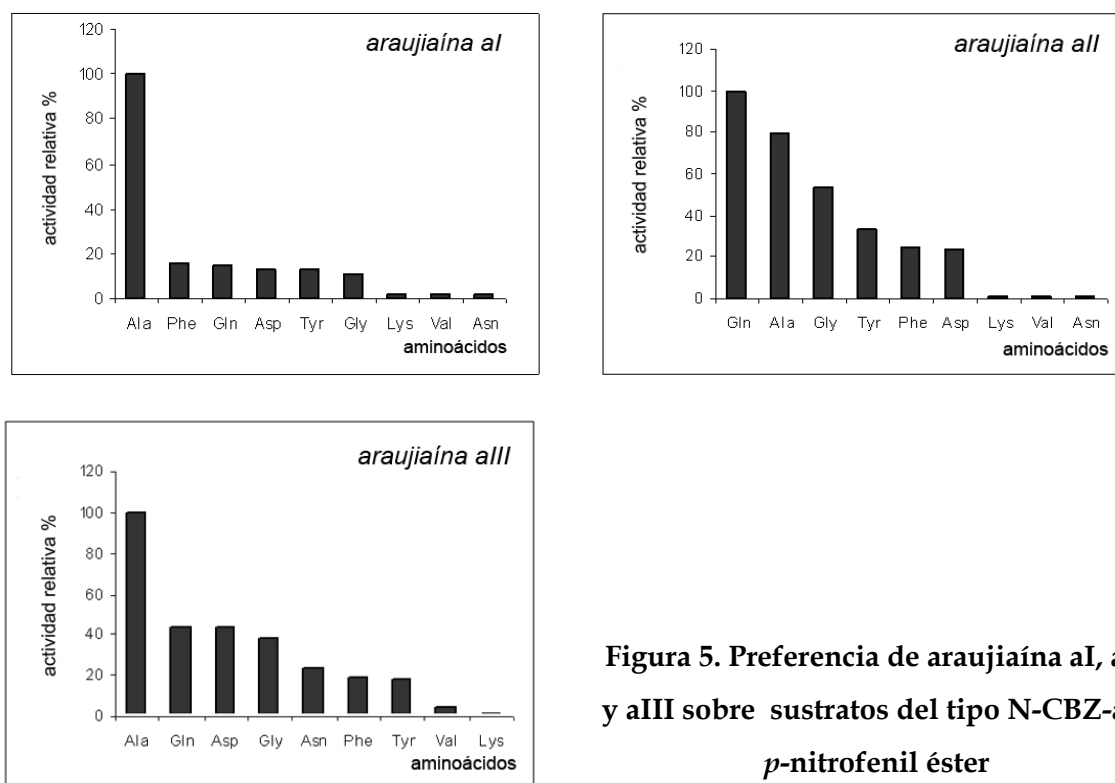 araujiaína aI
actividad relativa %
120
100
80
60
40
20
0
Ala Phe Gln Asp Tyr Gly Lys Val Asn
aminoácidos
araujiaína aII
actividad relativa %
120
100
80
60
40
20
0
Gln Ala Gly Tyr Phe Asp Lys Val Asn
aminoácidos
araujiaína aIII
actividad relativa %
120
100
80
60
40
20
0
Ala Gln Asp Gly Asn Phe Tyr Val Lys
aminoácidos
Figura 5. Preferencia de araujiaína aI, a
y aIII sobre sustratos del tipo N-CBZ-a
p-nitrofenil éster